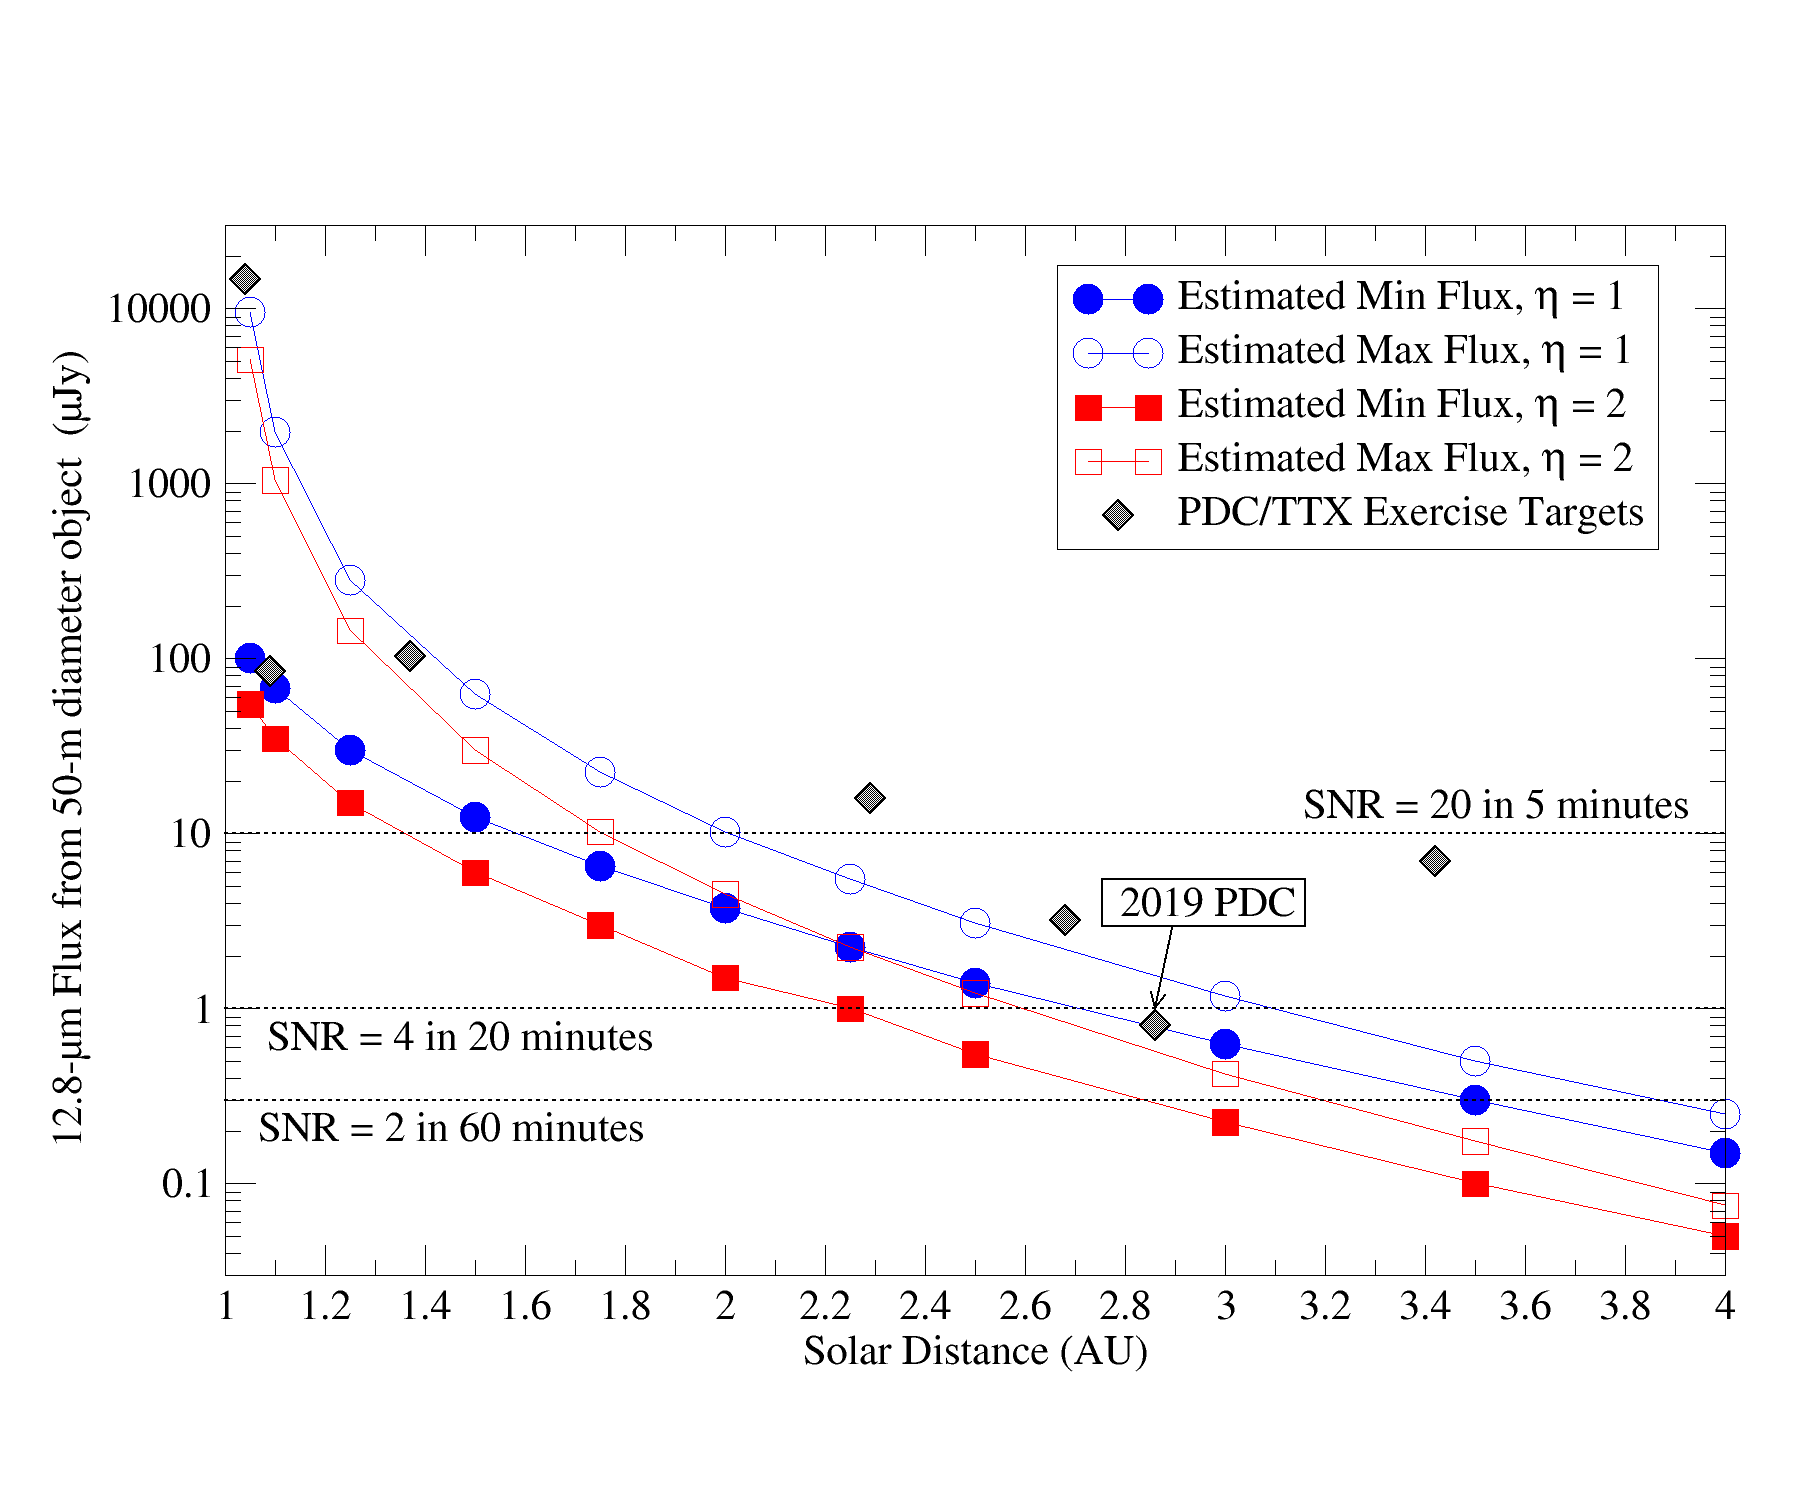 Estimated Min Flux, η = 1
Estimated Max Flux, η = 1
Estimated Min Flux, η = 2
Estimated Max Flux, η = 2
PDC/TTX Exercise Targets
12.8-μm Flux from 50-m diameter object (μJy)
10000
1000
100
10
1
0.1
SNR = 20 in 5 minutes
2019 PDC
SNR = 4 in 20 minutes
SNR = 2 in 60 minutes
1 1.2 1.4 1.6 1.8 2 2.2 2.4 2.6 2.8 3 3.2 3.4 3.6 3.8 4
Solar Distance (AU)